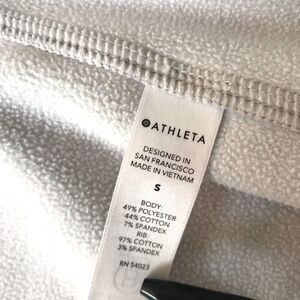 ATHLETA
DESIGNED IN
SAN FRANCISCO
MADE IN VIETNAM
S
BODY:
49% POLYESTER
44% COTTON
7% SPANDEX
RIB:
97% COTTON
3% SPANDEX
RN 54023